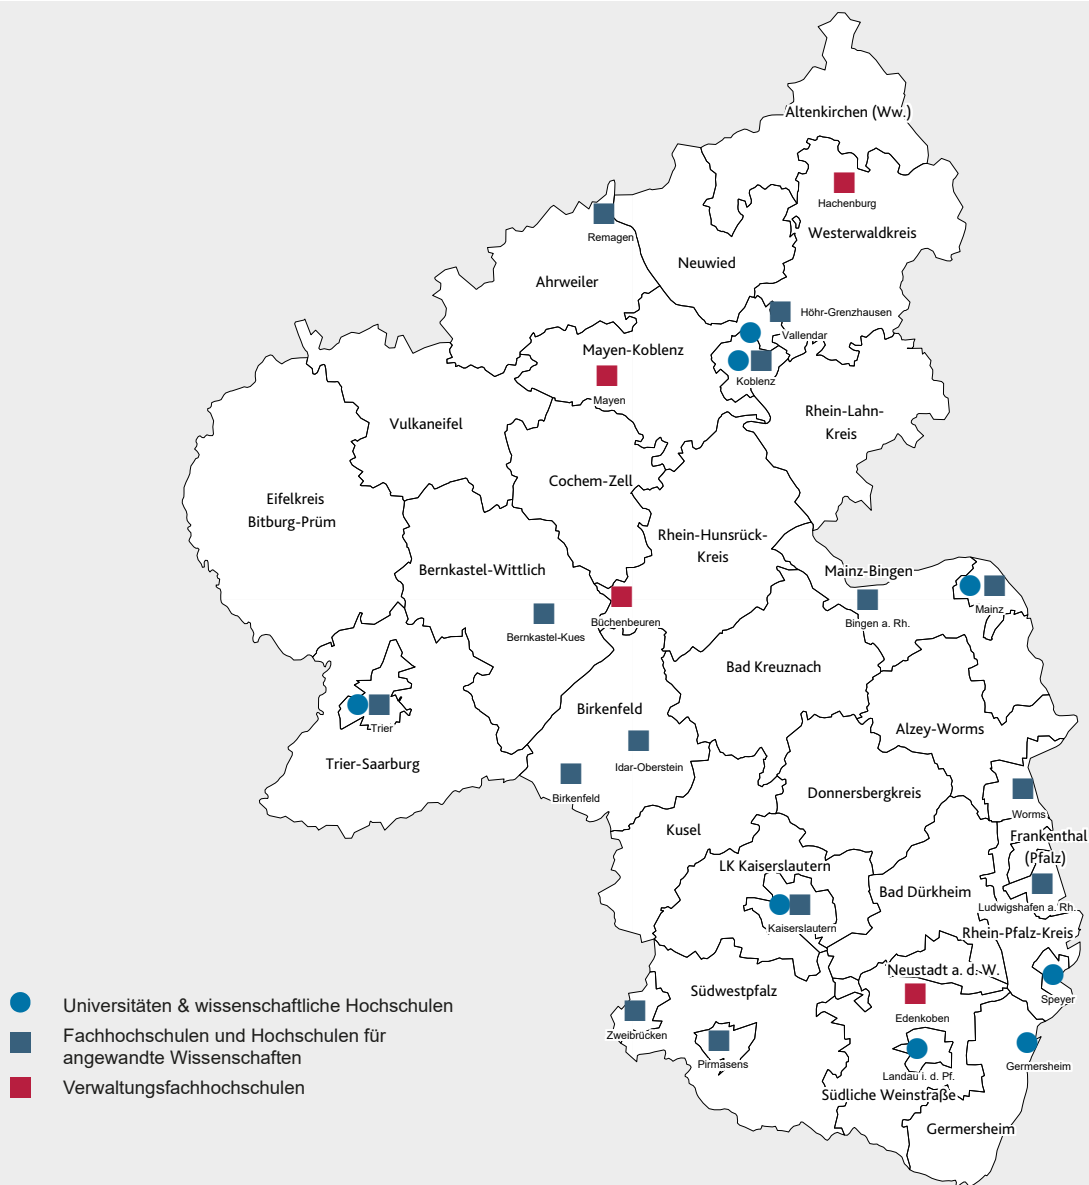 Altenkirchen (Ww.)
Hachenburg
Westerwaldkreis
Remagen
Neuwied
Ahrweiler
Höhr-Grenzhausen
Vallendar
Mayen-Koblenz
Koblenz
Mayen
Rhein-Lahn-
Kreis
Vulkaneifel
Cochem-Zell
Eifelkreis
Bitburg-Prüm
Rhein-Hunsrück-
Kreis
Bernkastel-Wittlich
Mainz-Bingen
Mainz
Büchenbeuren
Bingen a. Rh.
Bernkastel-Kues
Bad Kreuznach
Birkenfeld
Trier
Alzey-Worms
Trier-Saarburg
Idar-Oberstein
Birkenfeld
Donnersbergkreis
Worms
Kusel
Frankenthal
(Pfalz)
LK Kaiserslautern
Bad Dürkheim
Ludwigshafen a. Rh.
Kaiserslautern
Rhein-Pfalz-Kreis
Neustadt a. d. W.
Südwestpfalz
Speyer
Edenkoben
Zweibrücken
Pirmasens
Germersheim
Landau i. d. Pf.
Südliche Weinstraße
Germersheim
Universitäten & wissenschaftliche Hochschulen
Fachhochschulen und Hochschulen für
angewandte Wissenschaften
Verwaltungsfachhochschulen